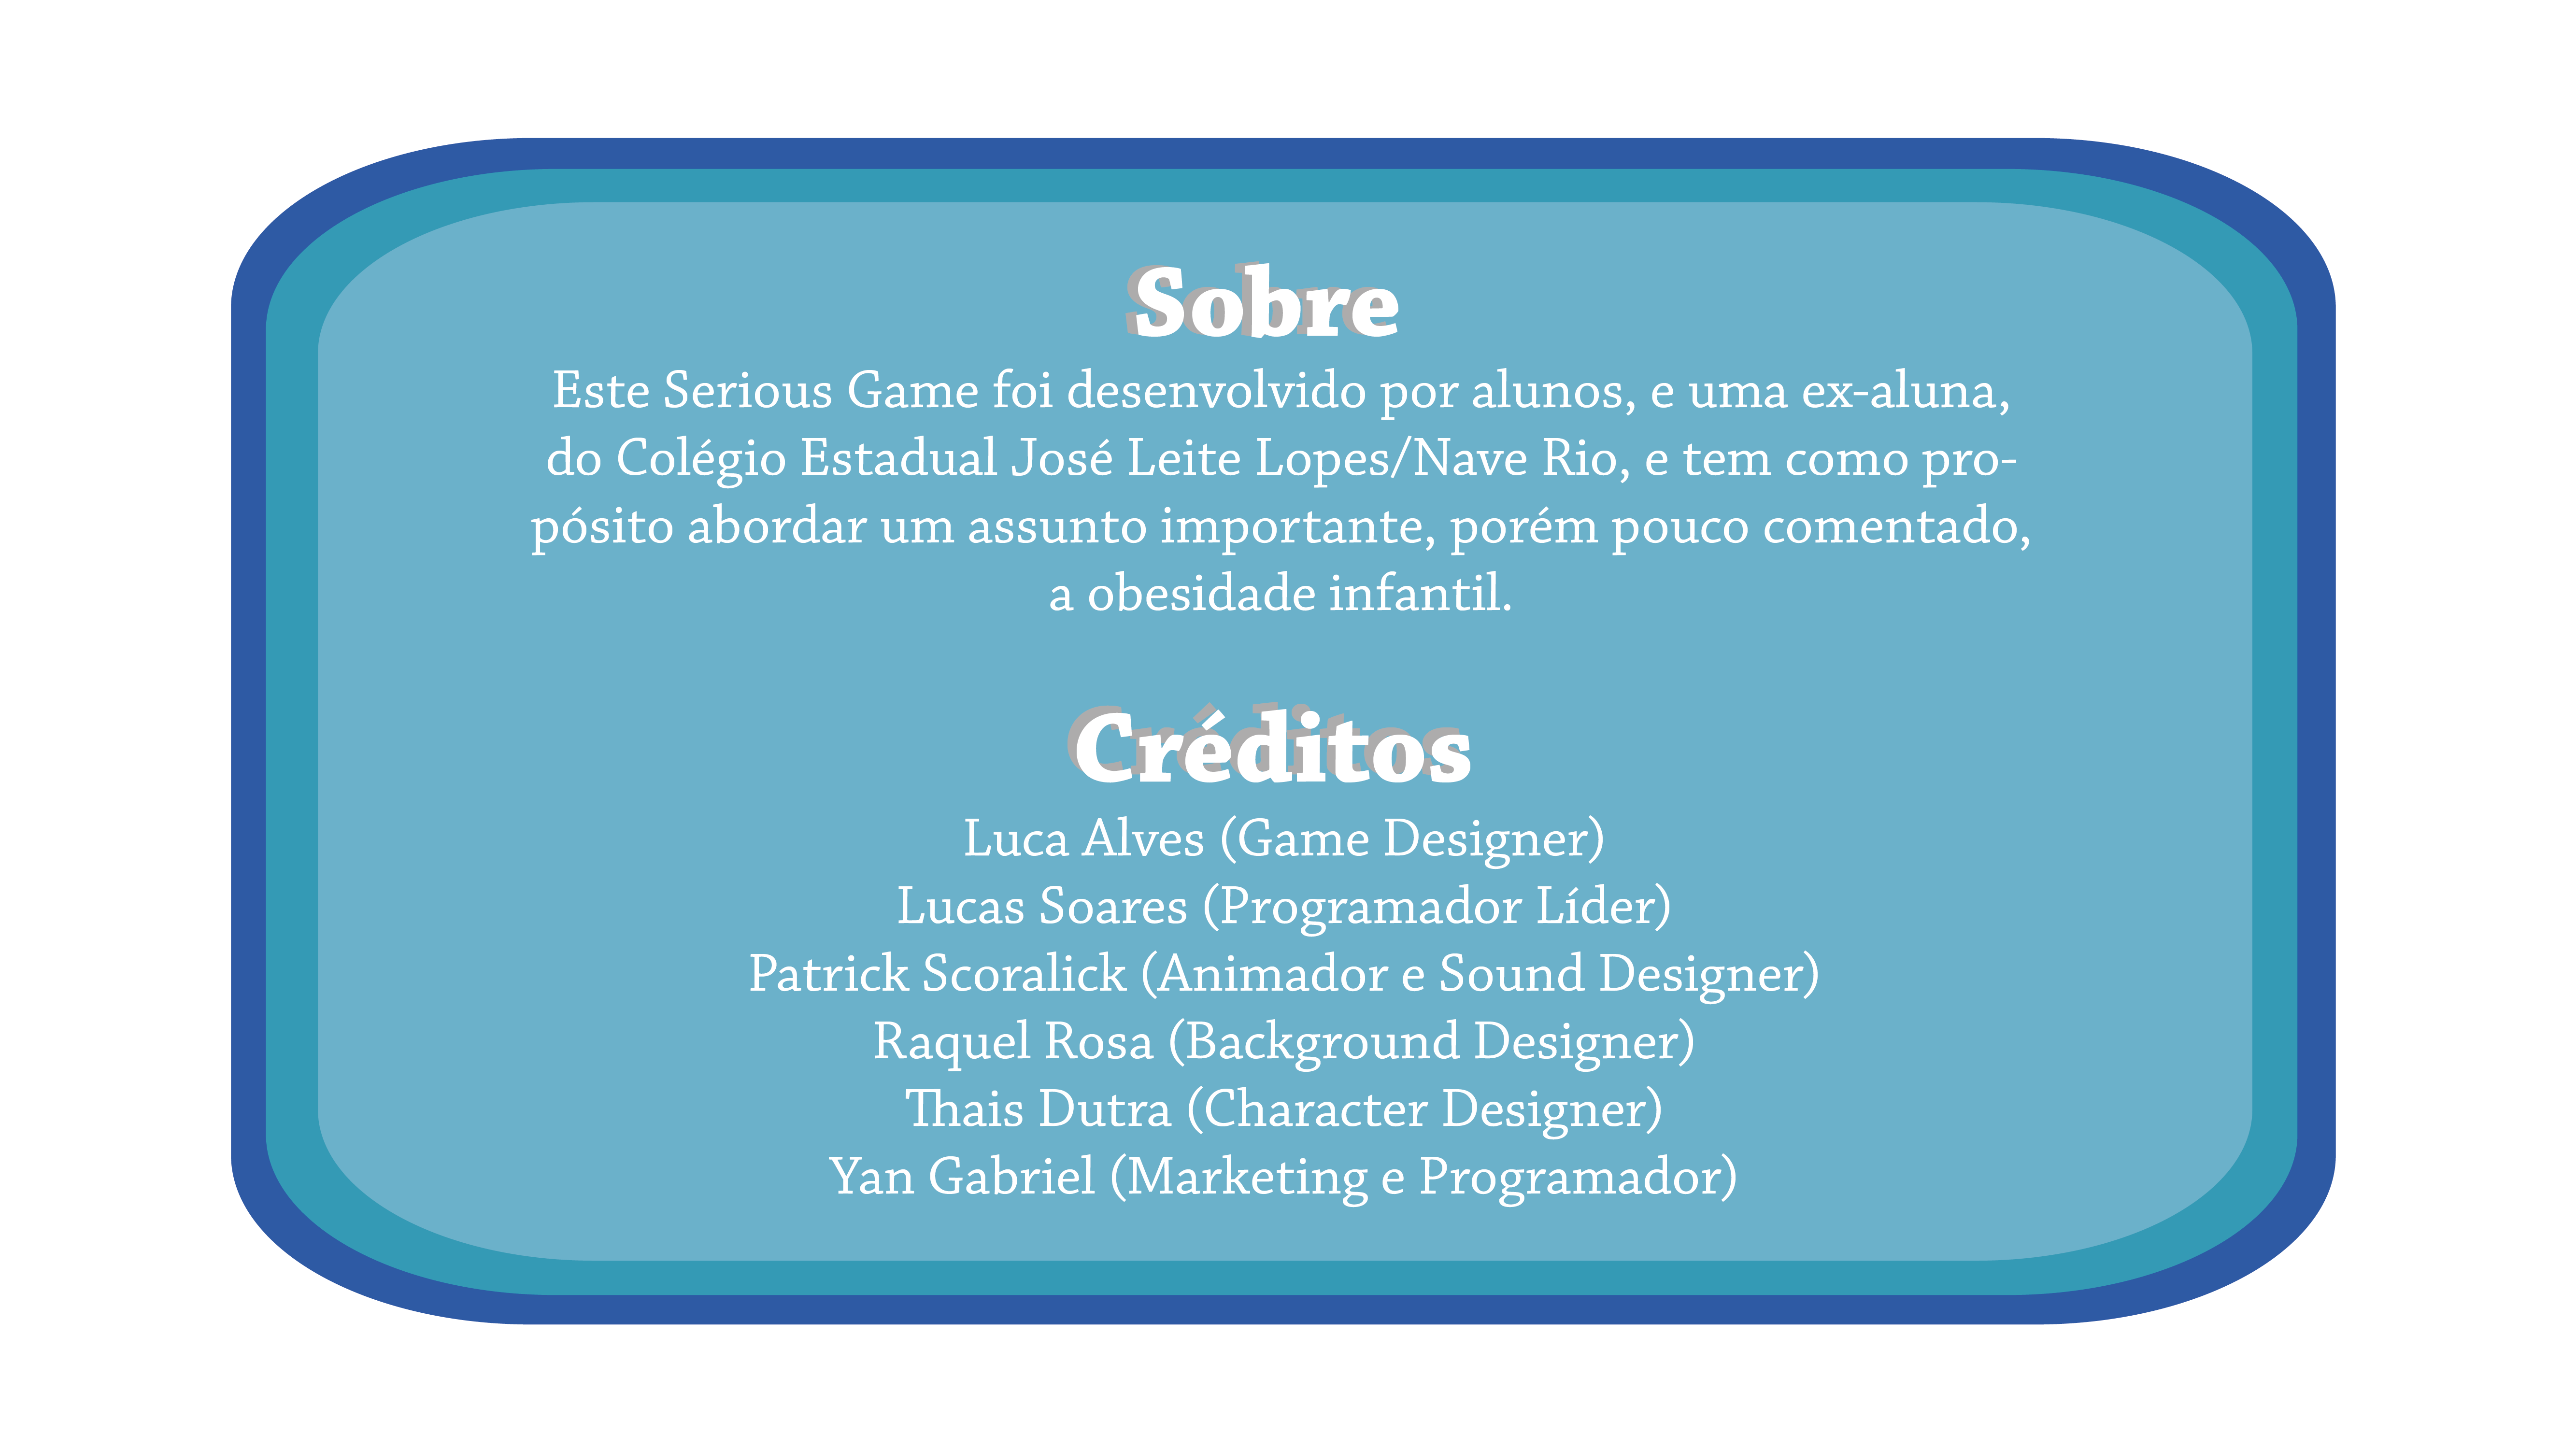 Sobre
Este Serious Game foi desenvolvido por alunos, e uma ex-aluna,
do Colégio Estadual José Leite Lopes/Nave Rio, e tem como pro-
pósito abordar um assunto importante, porém pouco comentado,
a obesidade infantil.
Créditos
Luca Alves (Game Designer)
Lucas Soares (Programador Líder)
Patrick Scoralick (Animador e Sound Designer)
Raquel Rosa (Background Designer)
Thais Dutra (Character Designer)
Yan Gabriel (Marketing e Programador)